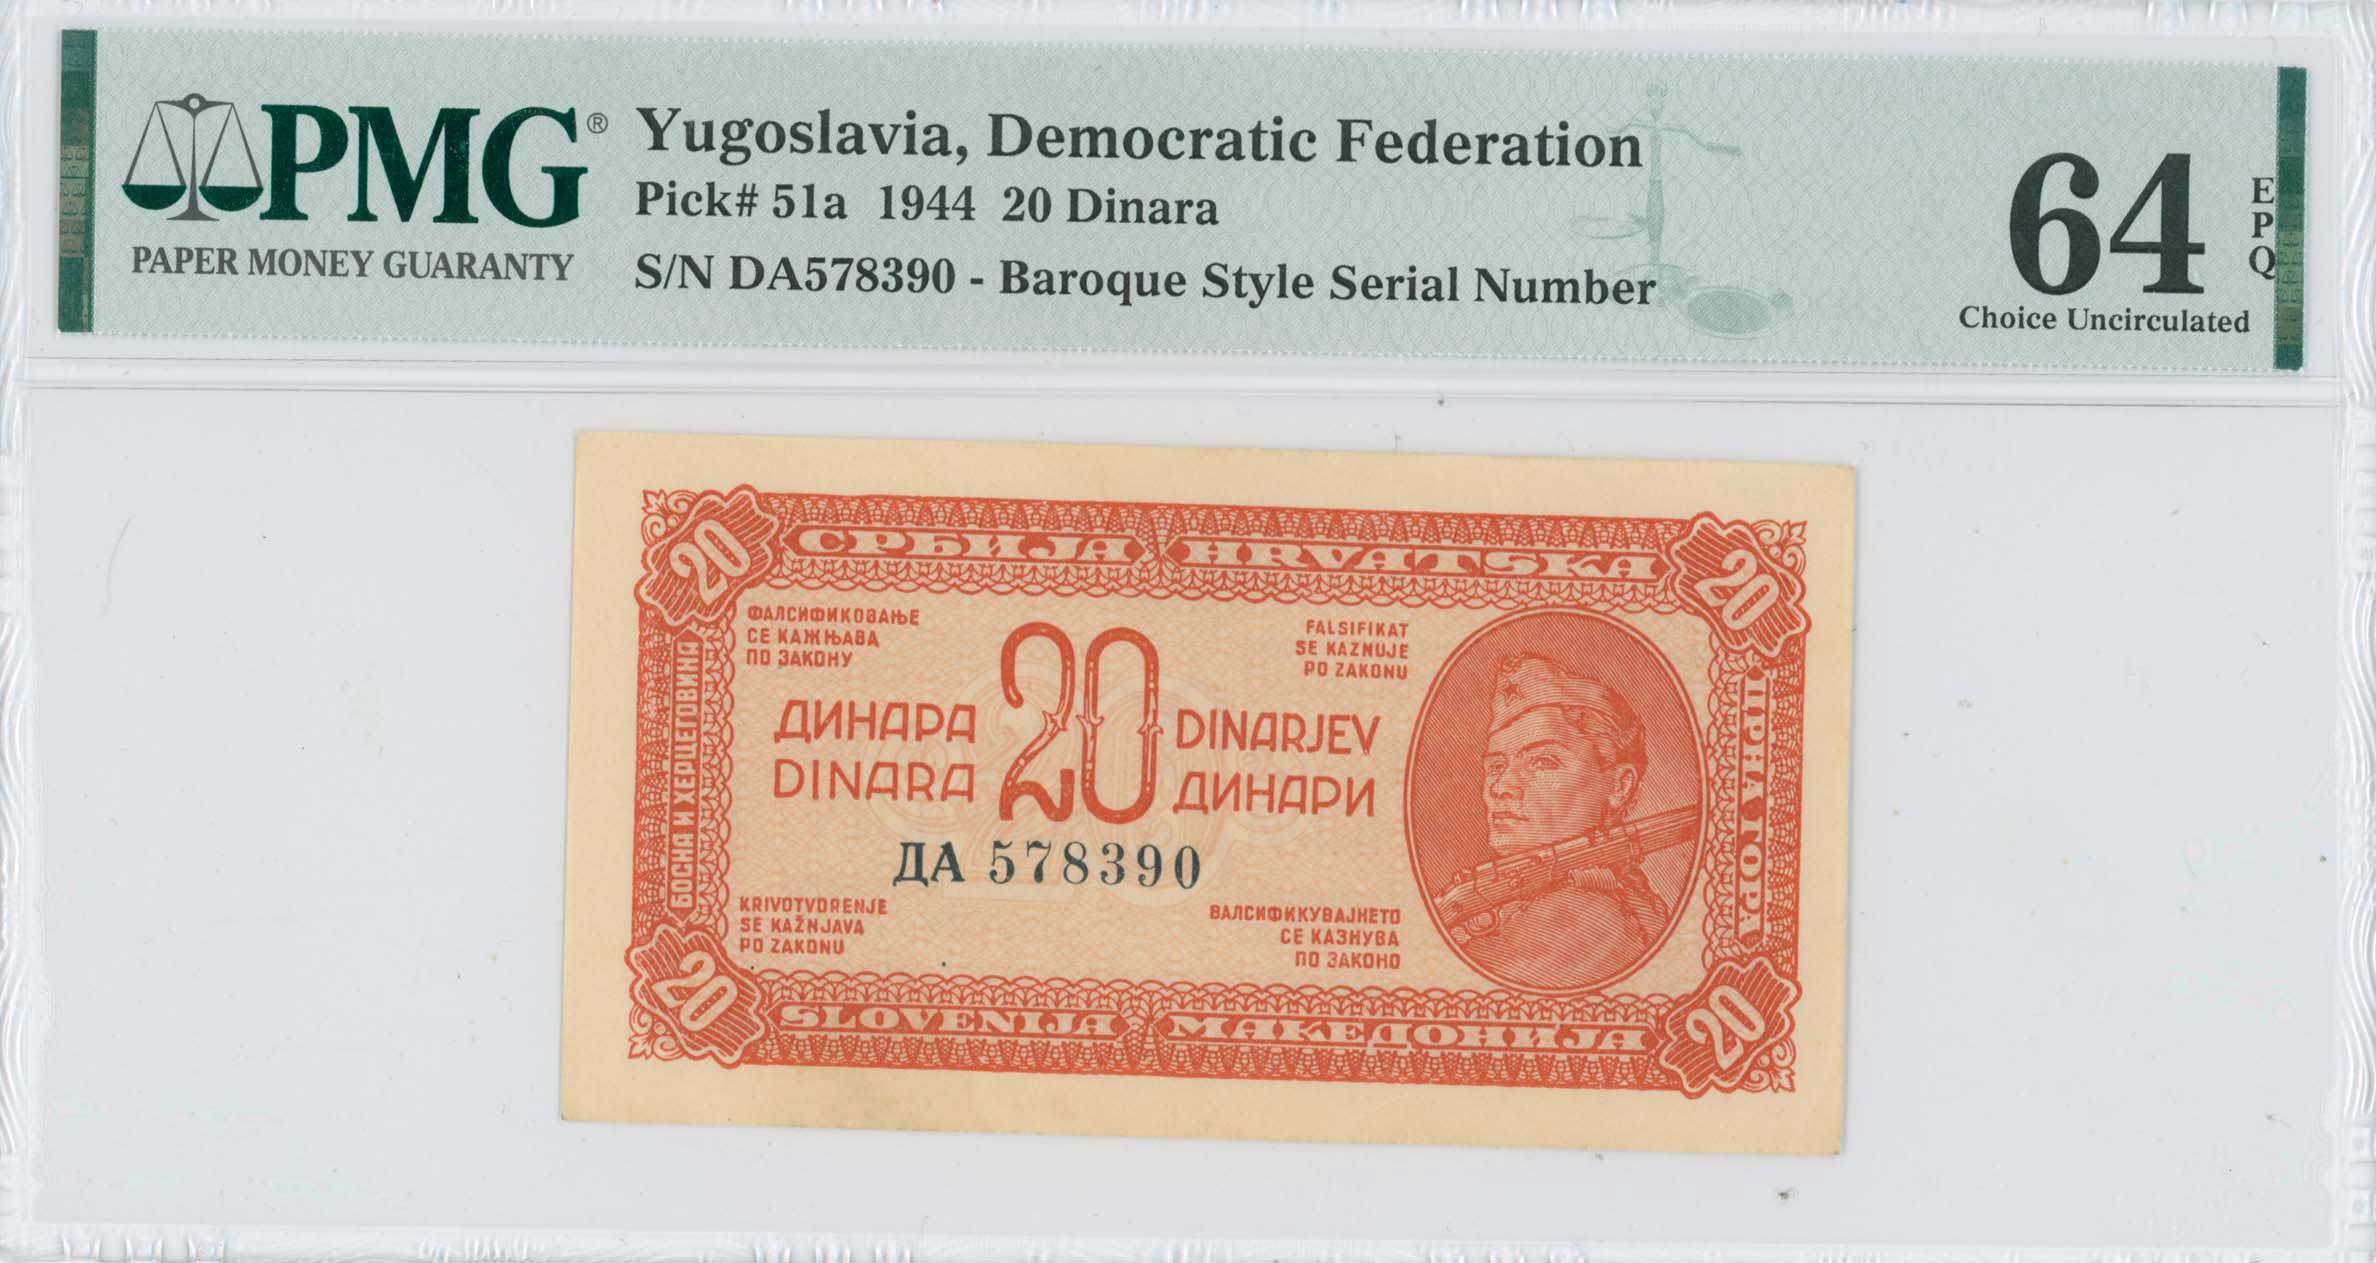 PMG®
PAPER MONEY GUARANTY
Yugoslavia, Democratic Federation
Pick# 51a 1944 20 Dinara
S/N DA578390 - Baroque Style Serial Number
64
EPQ
Choice Uncirculated
20
СРБИЈА HRVATSKA
20
ФАЛСИФИКОВАЊЕ
СЕ КАЖЊАВА
ПО ЗАКОНУ
FALSIFIKAT
SE KAZNUJE
PO ZAKONU
БОСНА И ХЕРЦЕГОВИНА
ЦРНА ГОРА
20
ДИНАРА
DINARJEV
DINARA
ДИНАРИ
ДА 578390
KRIVOTVORENJE
SE KAŽNJAVA
PO ZAKONU
ВАЛСИФИКУВАЈНЕТО
СЕ КАЗНУВА
ПО ЗАКОНО
20
SLOVENIJA МАКЕДОНИЈА
20